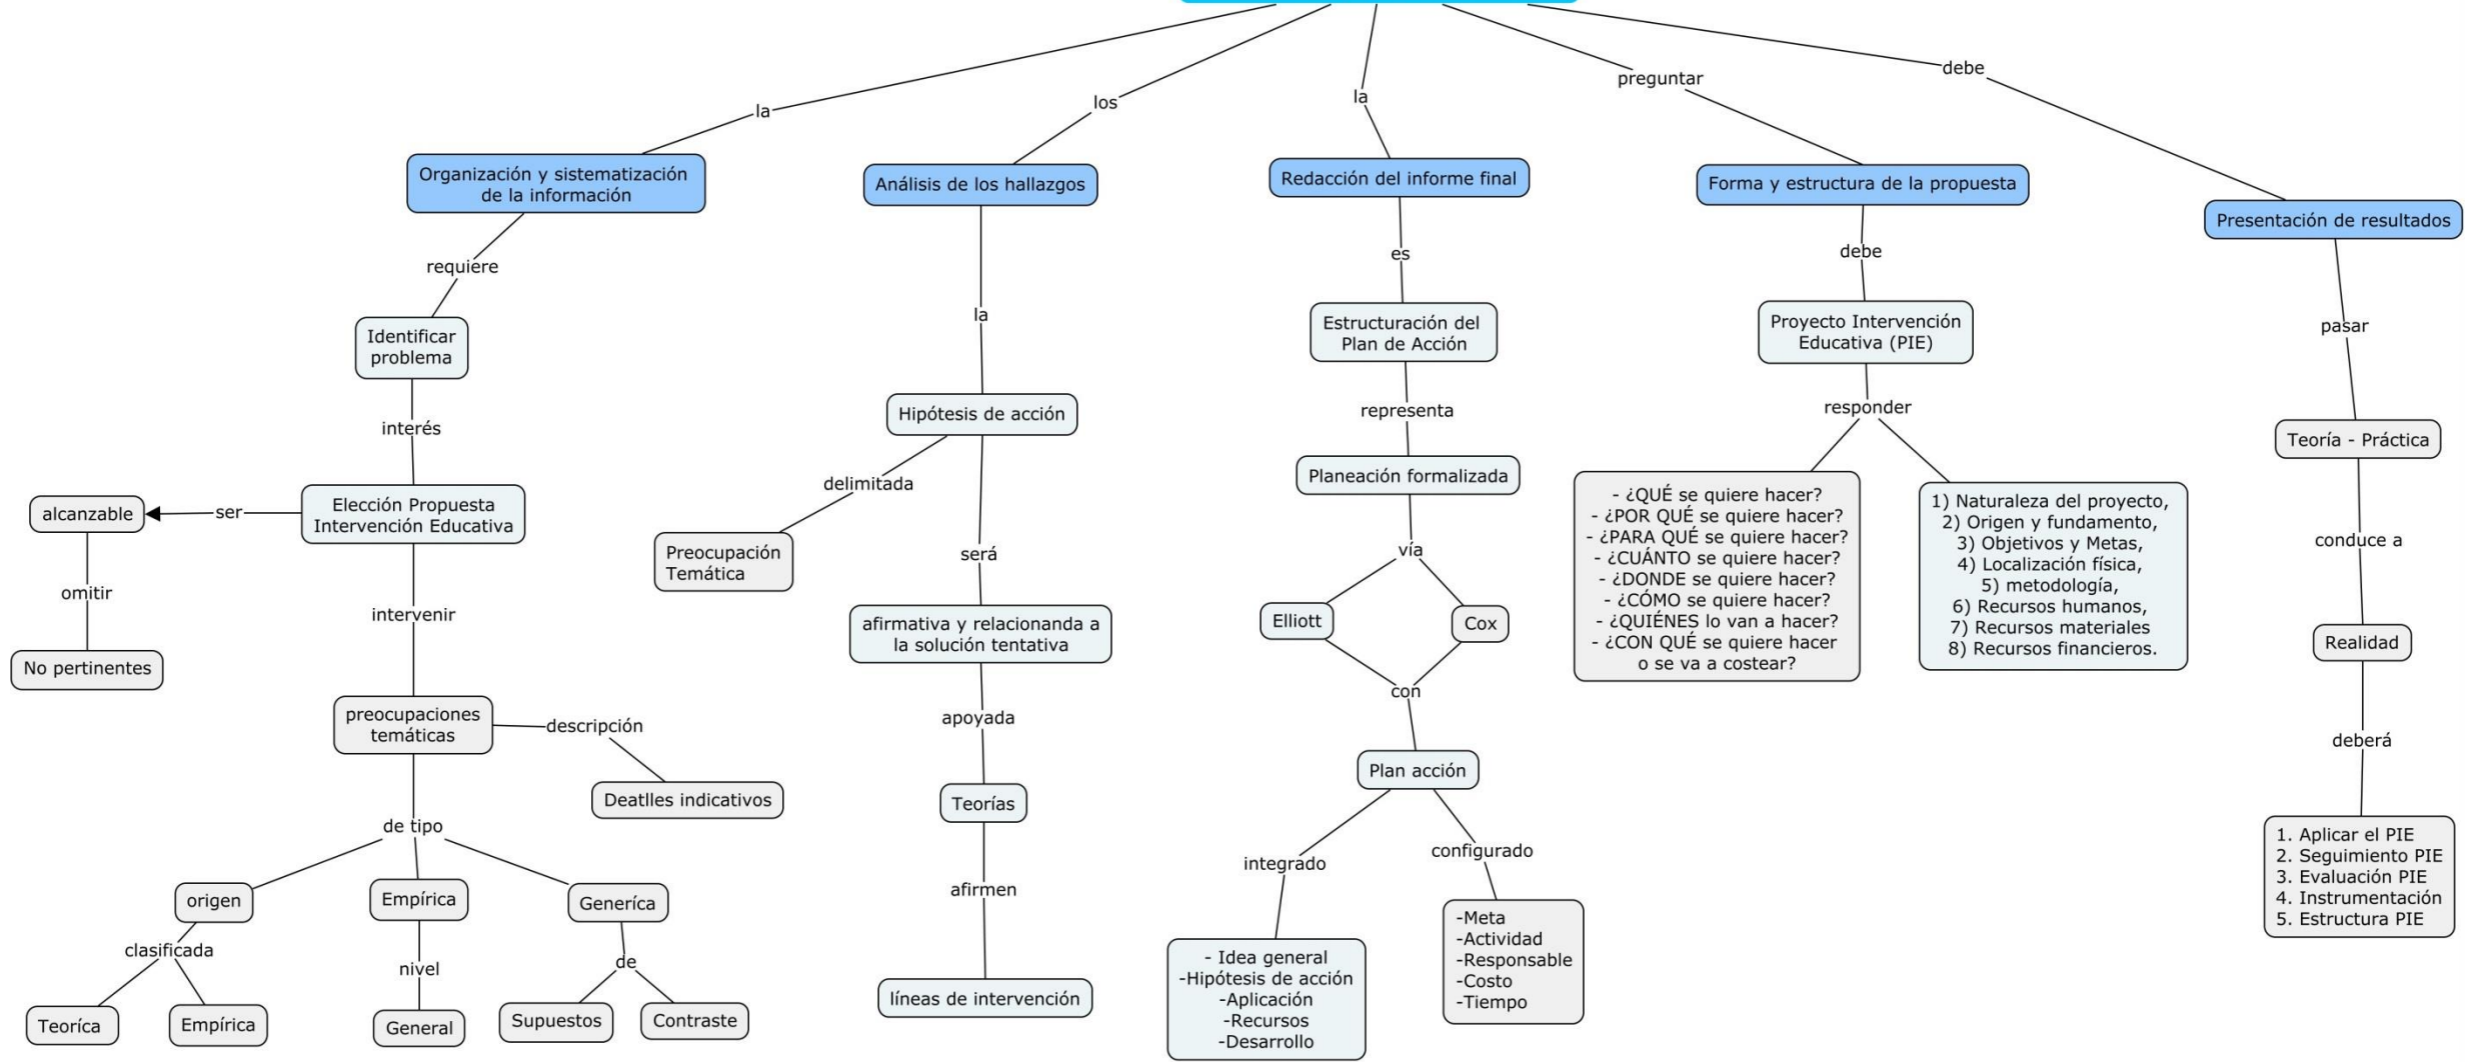 la
los
la
preguntar
debe
Organización y sistematización
de la información
Análisis de los hallazgos
Redacción del informe final
Forma y estructura de la propuesta
Presentación de resultados
requiere
Identificar
problema
interés
Elección Propuesta
Intervención Educativa
ser
alcanzable
omitir
No pertinentes
intervenir
preocupaciones
temáticas
descripción
Deatlles indicativos
de tipo
origen
Empírica
Generíca
clasificada
nivel
de
Teoríca
Empírica
General
Supuestos
Contraste
la
Hipótesis de acción
delimitada
Preocupación
Temática
será
afirmativa y relacionanda a
la solución tentativa
apoyada
Teorías
afirmen
líneas de intervención
es
Estructuración del
Plan de Acción
representa
Planeación formalizada
vía
Elliott
Cox
con
Plan acción
integrado
configurado
- Idea general
-Hipótesis de acción
-Aplicación
-Recursos
-Desarrollo
-Meta
-Actividad
-Responsable
-Costo
-Tiempo
debe
Proyecto Intervención
Educativa (PIE)
responder
- ¿QUÉ se quiere hacer?
- ¿POR QUÉ se quiere hacer?
- ¿PARA QUÉ se quiere hacer?
- ¿CUÁNTO se quiere hacer?
- ¿DONDE se quiere hacer?
- ¿CÓMO se quiere hacer?
- ¿QUIÉNES lo van a hacer?
- ¿CON QUÉ se quiere hacer
o se va a costear?
1) Naturaleza del proyecto,
2) Origen y fundamento,
3) Objetivos y Metas,
4) Localización física,
5) metodología,
6) Recursos humanos,
7) Recursos materiales
8) Recursos financieros.
pasar
Teoría - Práctica
conduce a
Realidad
deberá
1. Aplicar el PIE
2. Seguimiento PIE
3. Evaluación PIE
4. Instrumentación
5. Estructura PIE